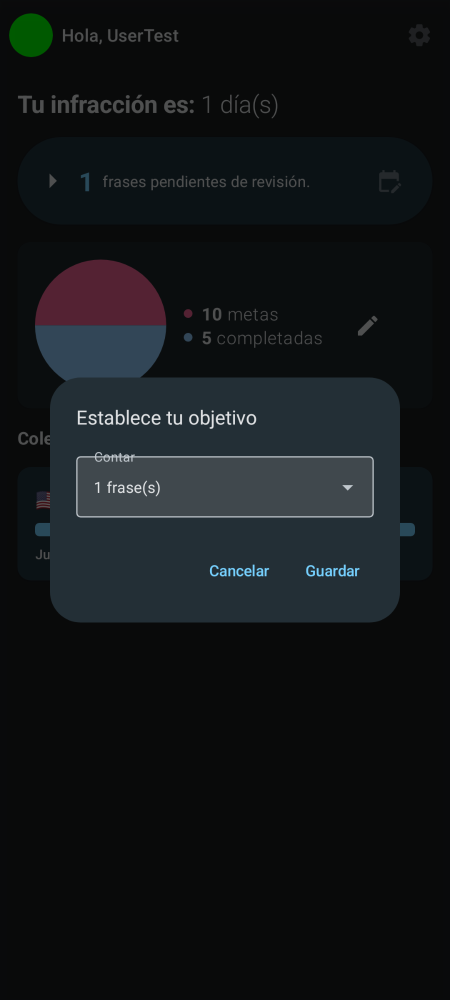 Hola, UserTest
Tu infracción es: 1 día(s)
1 frases pendientes de revisión.
10 metas
5 completadas
Establece tu objetivo
Cole
Contar
1 frase(s)
Ju
Cancelar Guardar